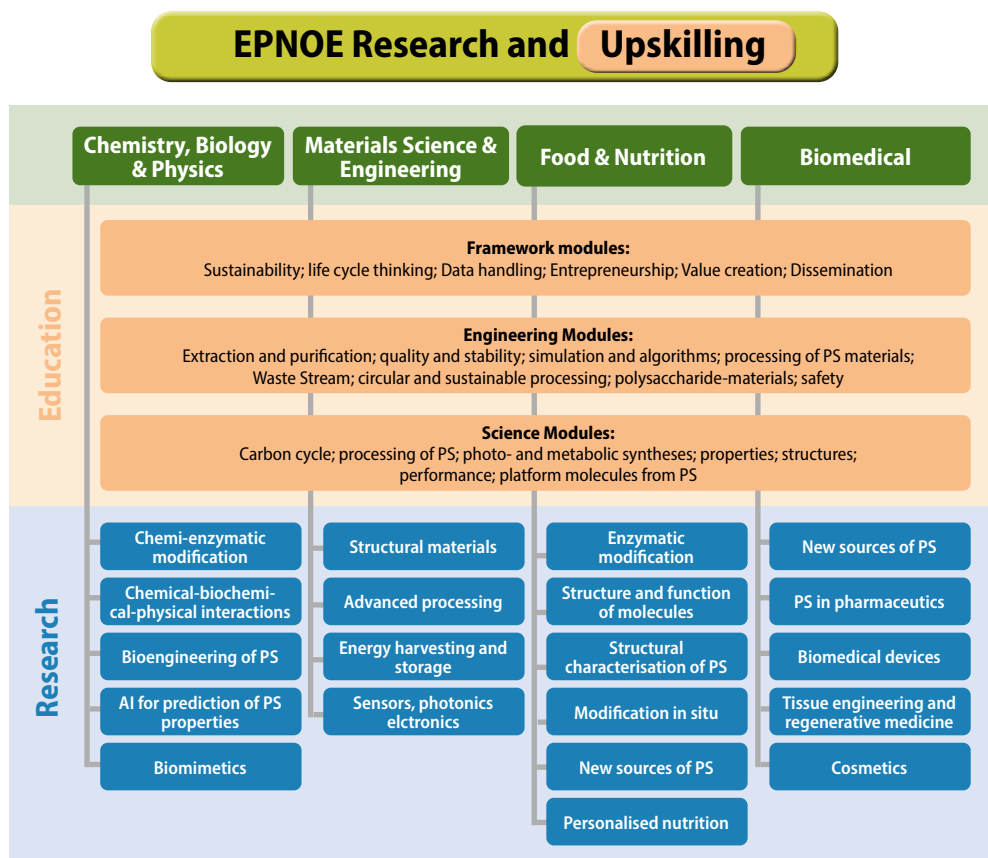 EPNOE Research and Upskilling
Chemistry, Biology
& Physics
Materials Science &
Engineering
Food & Nutrition
Biomedical
Education
Framework modules:
Sustainability; life cycle thinking; Data handling; Entrepreneurship; Value creation; Dissemination
Engineering Modules:
Extraction and purification; quality and stability; simulation and algorithms; processing of PS materials;
Waste Stream; circular and sustainable processing; polysaccharide-materials; safety
Science Modules:
Carbon cycle; processing of PS; photo- and metabolic syntheses; properties; structures;
performance; platform molecules from PS
Research
Chemi-enzymatic
modification
Chemical-biochemi-
cal-physical interactions
Bioengineering of PS
AI for prediction of PS
properties
Biomimetics
Structural materials
Advanced processing
Energy harvesting and
storage
Sensors, photonics
elctronics
Enzymatic
modification
Structure and function
of molecules
Structural
characterisation of PS
Modification in situ
New sources of PS
Personalised nutrition
New sources of PS
PS in pharmaceutics
Biomedical devices
Tissue engineering and
regenerative medicine
Cosmetics